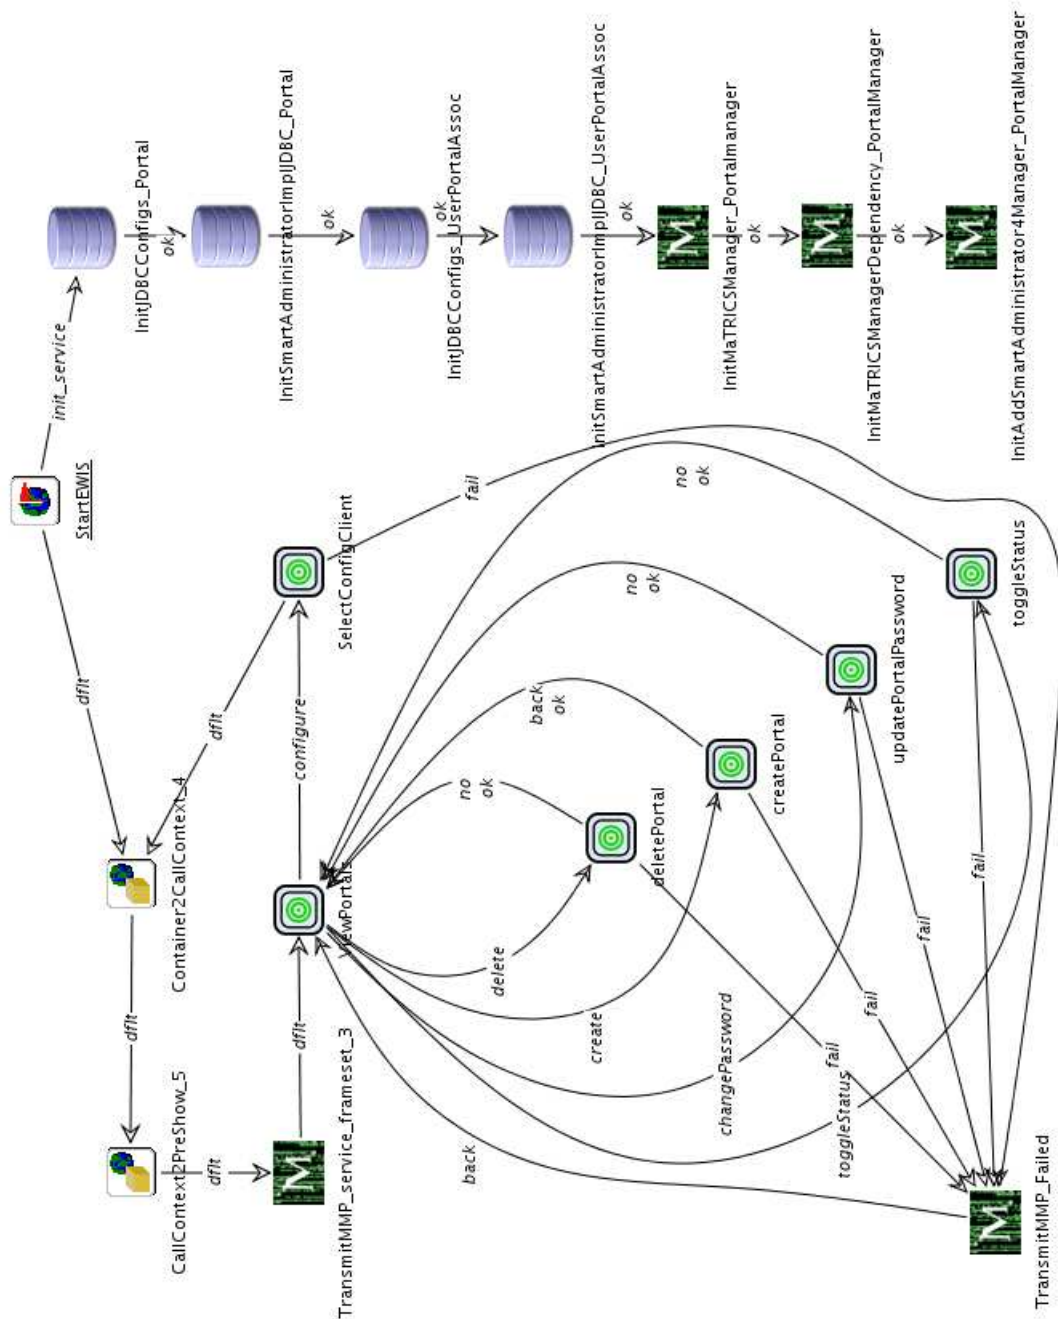 StartEWIS
init_service
dflt
InitJDBCConfigs_Portal
ok
InitSmartAdministratorImplJDBC_Portal
ok
InitJDBCConfigs_UserPortalAssoc
ok
InitSmartAdministratorImplJDBC_UserPortalAssoc
ok
InitMaTRICSManager_Portalmanager
ok
InitMaTRICSManagerDependency_PortalManager
ok
InitAddSmartAdministrator4Manager_PortalManager
Container2CallContext_4
dflt
CallContext2PreShow_5
dflt
TransmitMMP_service_frameset_3
dflt
viewPortals
configure
SelectConfigClient
dflt
fail
no
ok
deletePortal
delete
back
ok
createPortal
create
no
ok
updatePortalPassword
changePassword
no
ok
toggleStatus
toggleStatus
fail
fail
fail
fail
back
TransmitMMP_Failed